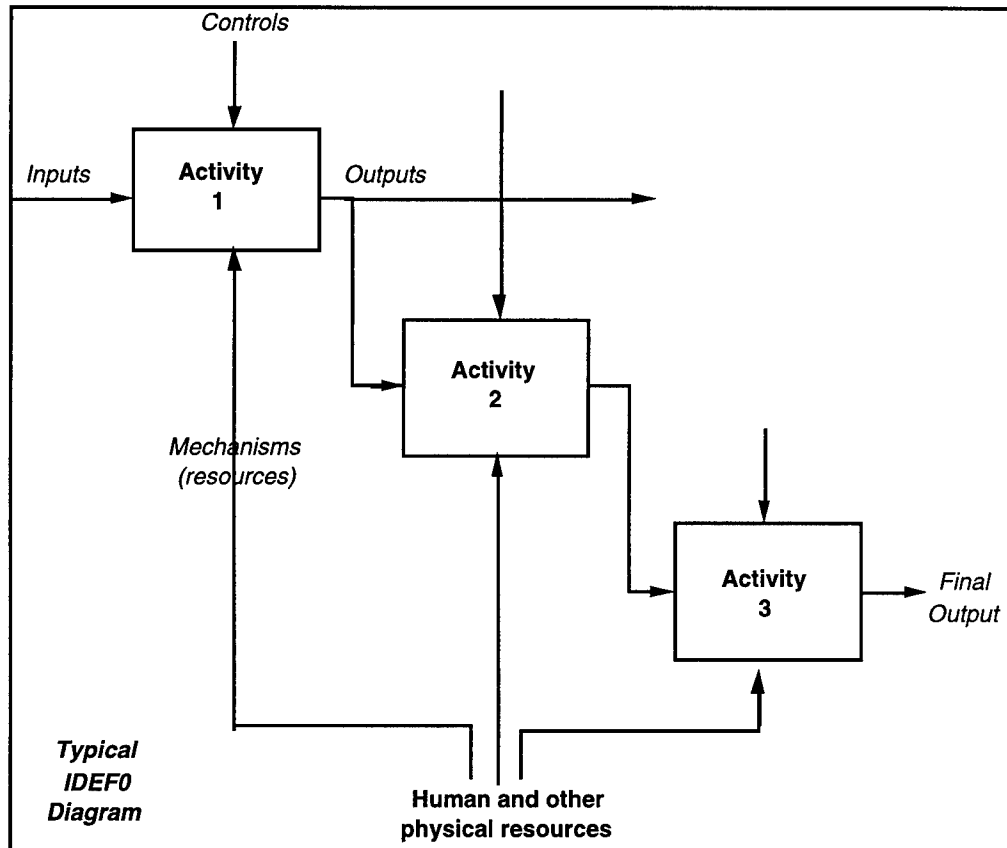 Controls
Inputs
Activity
1
Outputs
Activity
2
Mechanisms
(resources)
Activity
3
Final
Output
Typical
IDEF0
Diagram
Human and other
physical resources